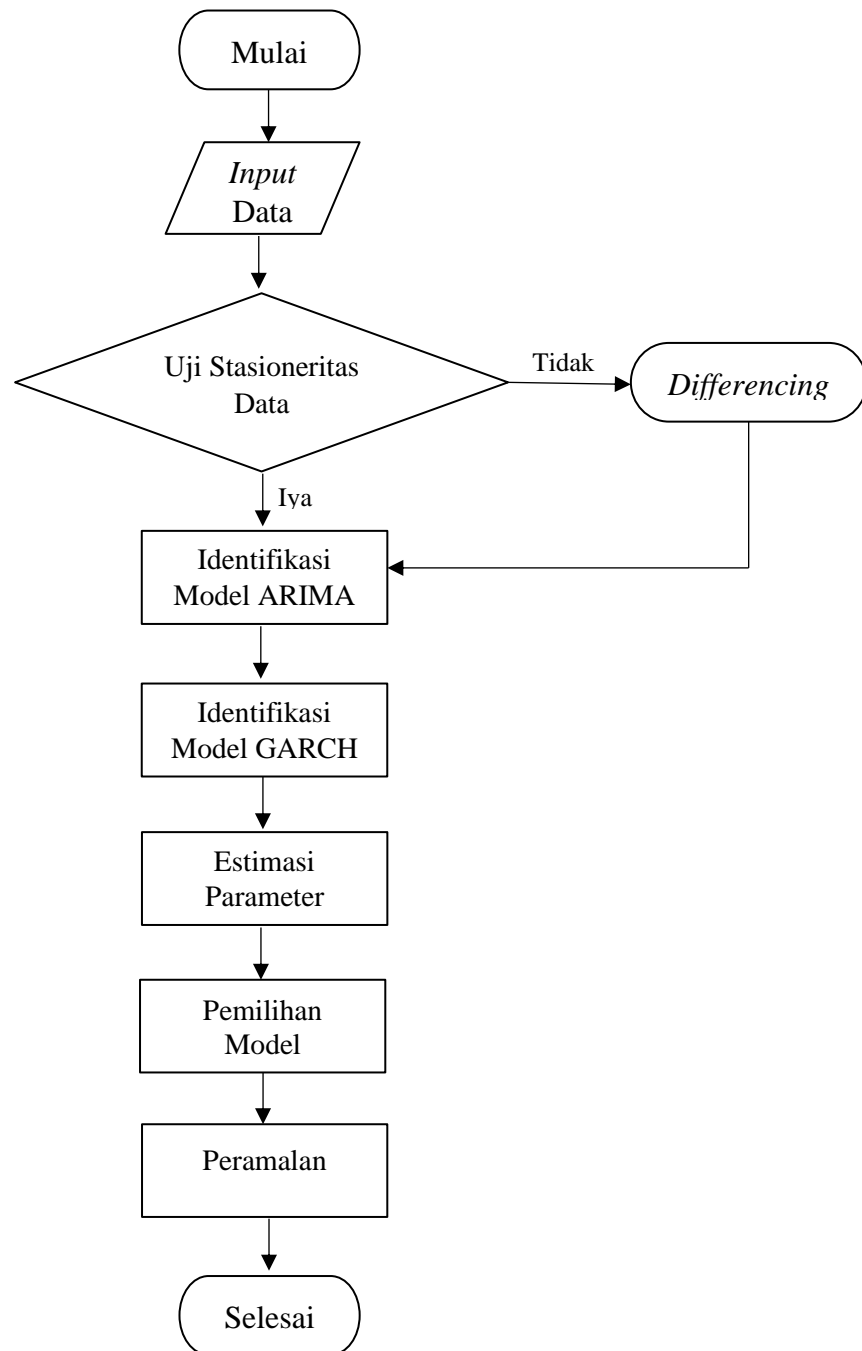 Mulai
Input
Data
Uji Stasioneritas
Data
Tidak
Differencing
Iya
Identifikasi
Model ARIMA
Identifikasi
Model GARCH
Estimasi
Parameter
Pemilihan
Model
Peramalan
Selesai